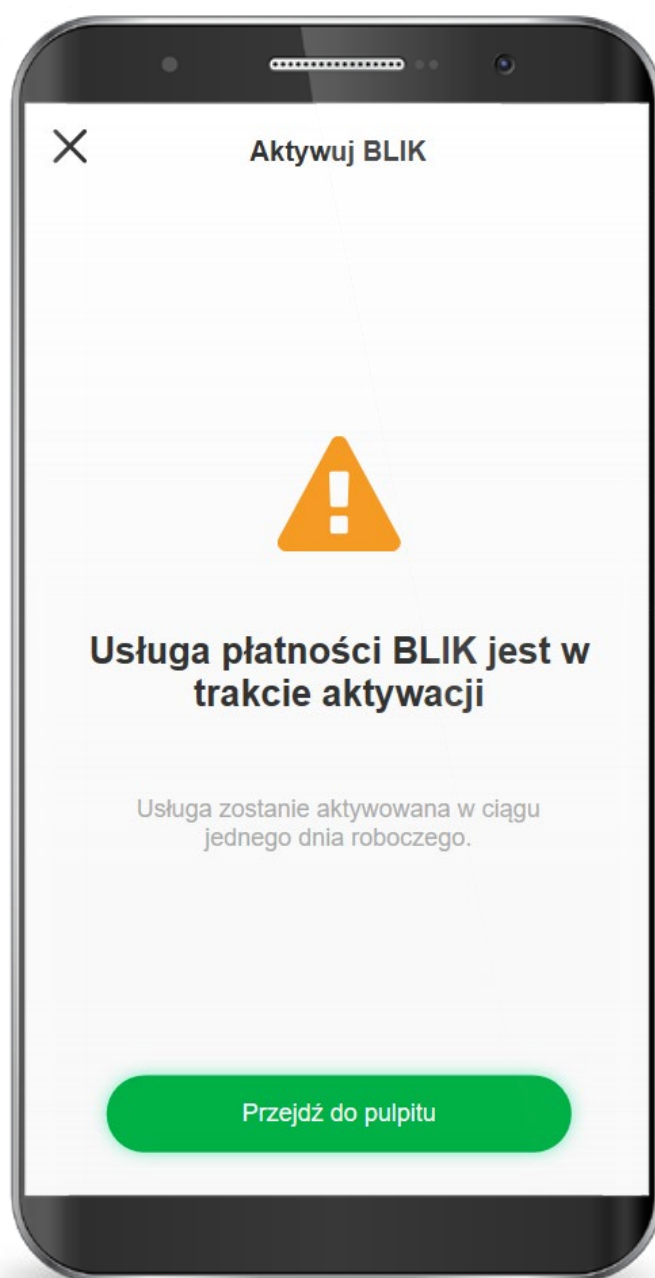 Aktywuj BLIK
Usługa płatności BLIK jest w
trakcie aktywacji
Usługa zostanie aktywowana w ciągu
jednego dnia roboczego.
Przejdź do pulpitu